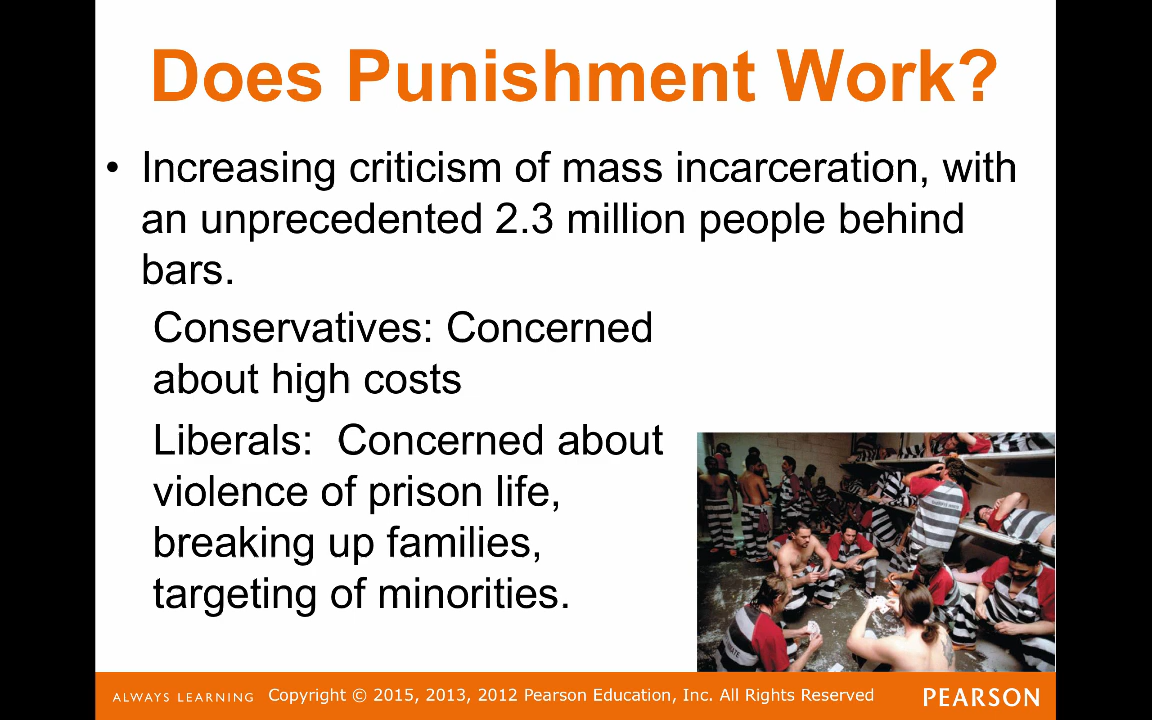 Does Punishment Work?
• Increasing criticism of mass incarceration, with
an unprecedented 2.3 million people behind
bars.
Conservatives: Concerned
about high costs
Liberals:  Concerned about
violence of prison life,
breaking up families,
targeting of minorities.
ALWAYS LEARNING Copyright © 2015, 2013, 2012 Pearson Education, Inc. All Rights Reserved PEARSON